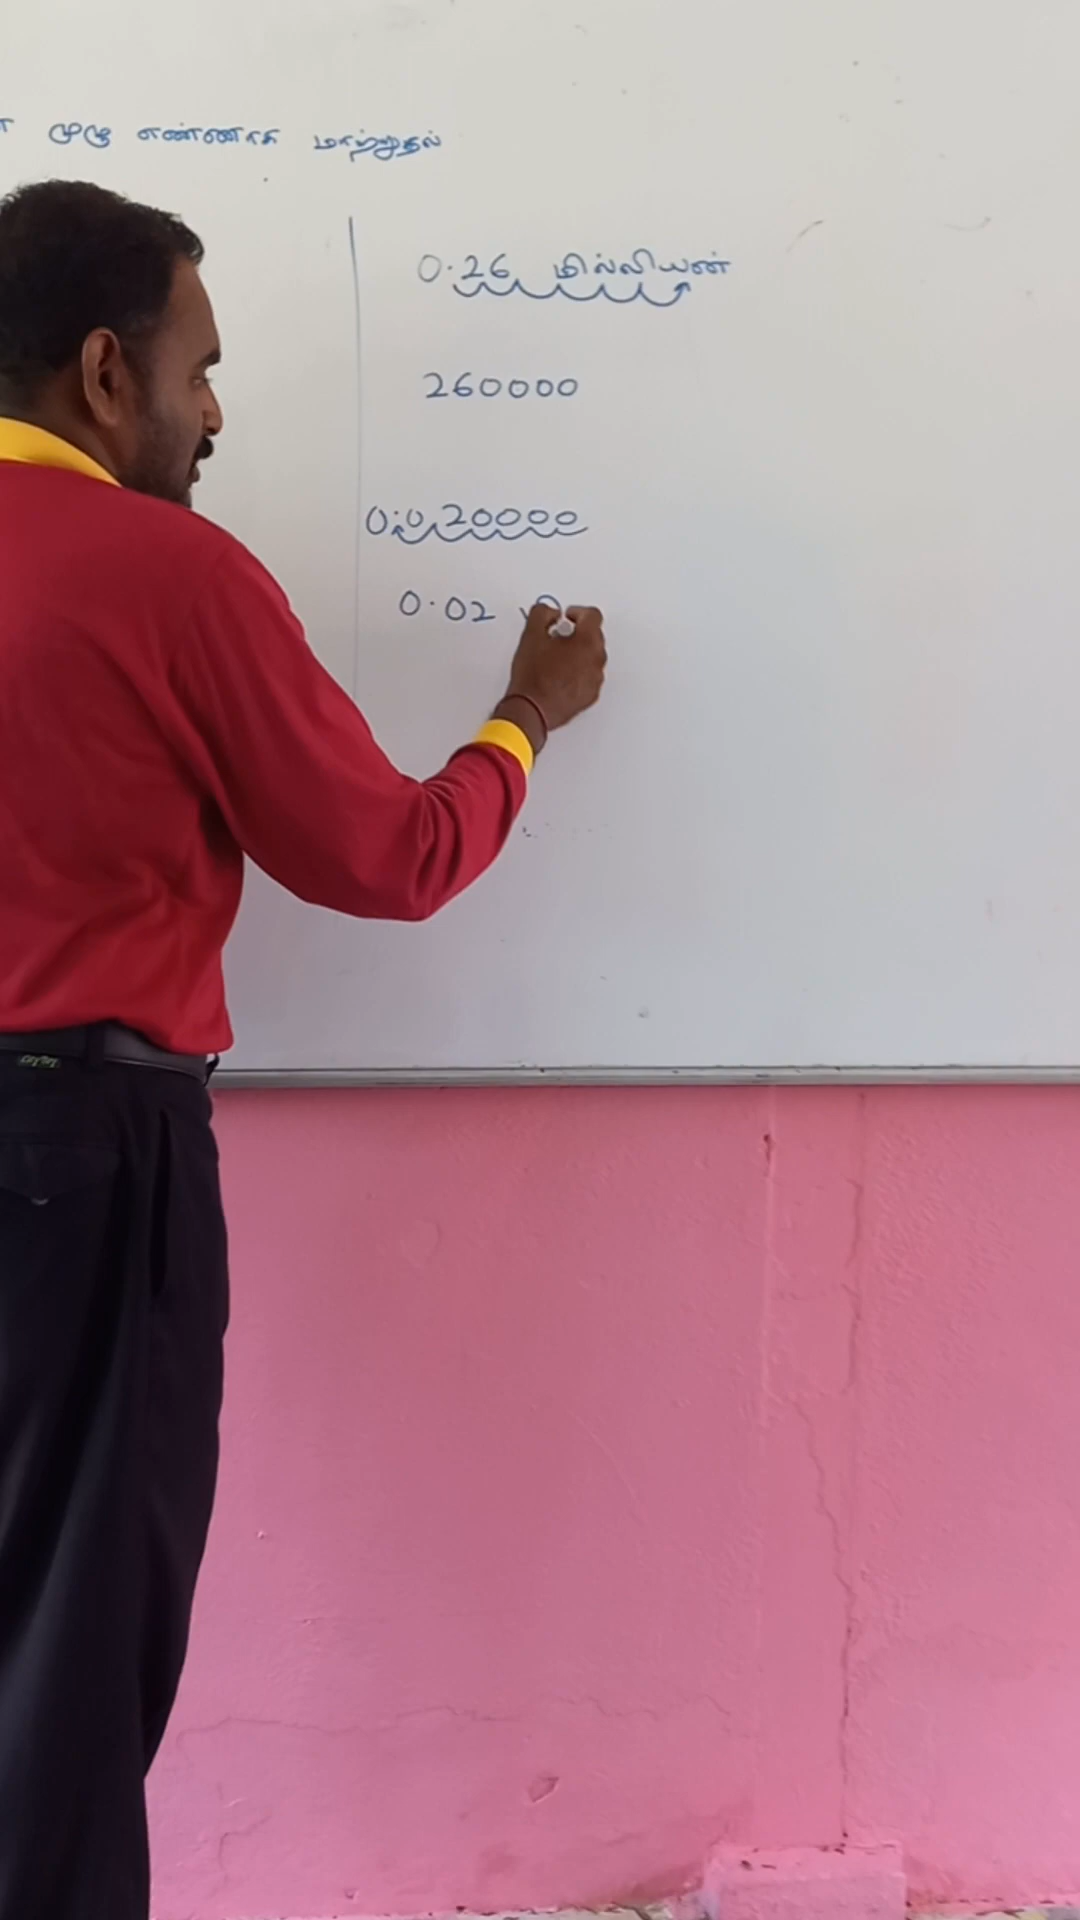 முழு எண்ணாக மாற்றுதல்
0.26 மில்லியன்
260000
0.020000
0.02 மி